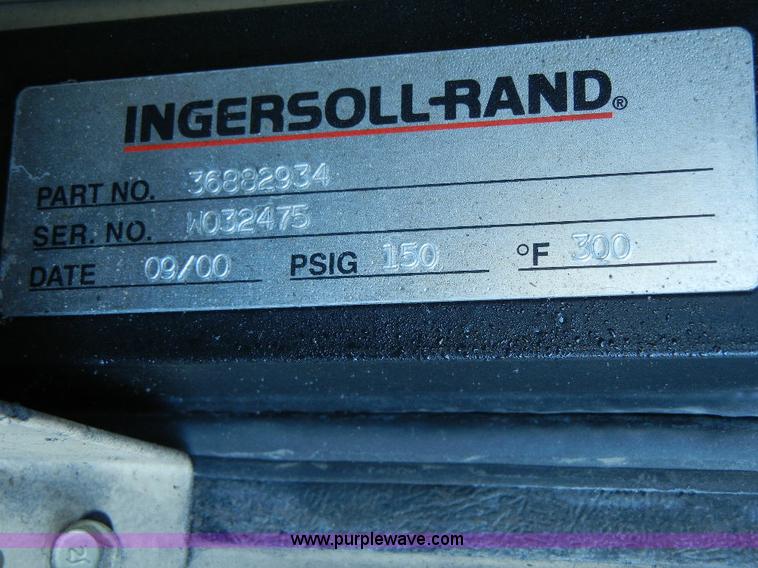 INGERSOLL-RAND®
PART NO. 36882934
SER. NO. W032475
DATE 09/00 PSIG 150 °F 300
www.purplewave.com